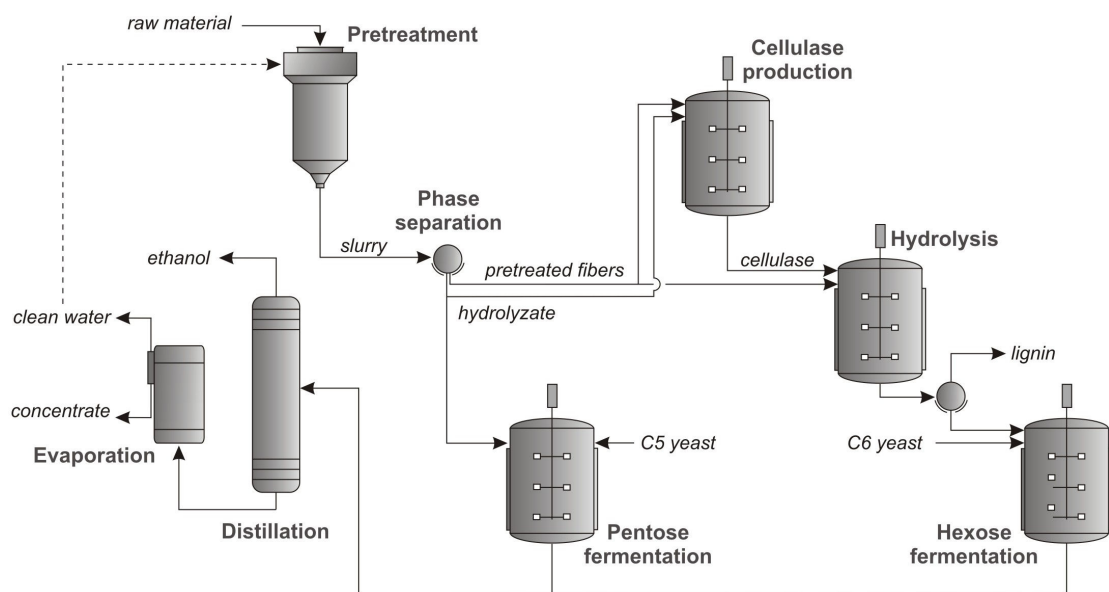 raw material
Pretreatment
Cellulase
production
Phase
separation
slurry
ethanol
pretreated fibers
cellulase
Hydrolysis
clean water
hydrolyzate
lignin
concentrate
Evaporation
C5 yeast
C6 yeast
Distillation
Pentose
fermentation
Hexose
fermentation